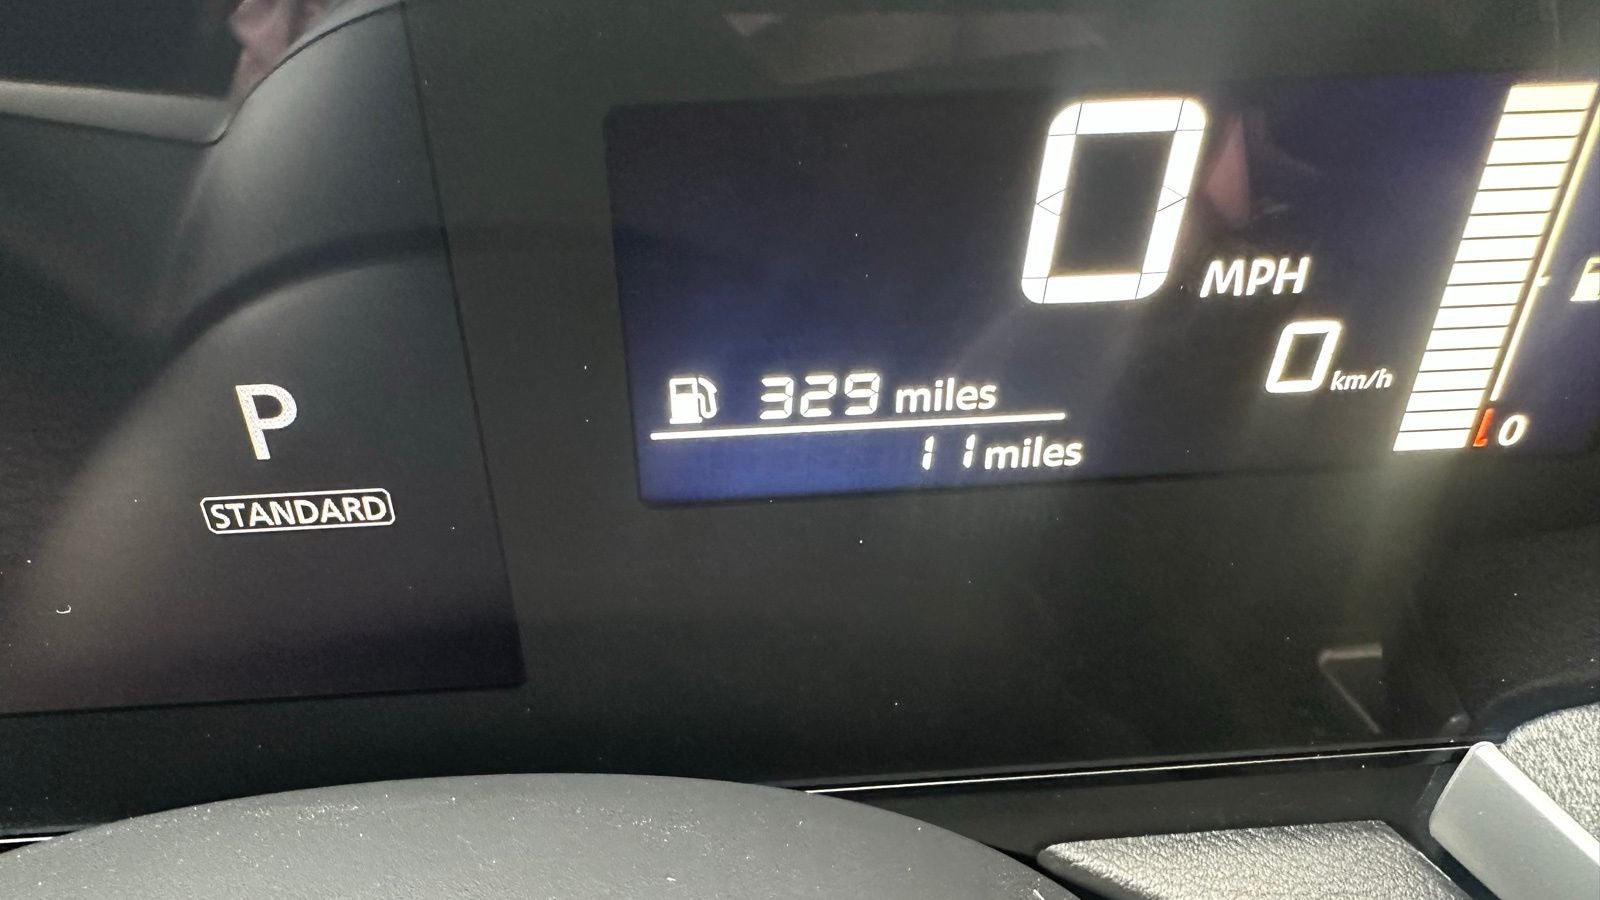 0 MPH
0 km/h
329 miles
11 miles
0
P
STANDARD